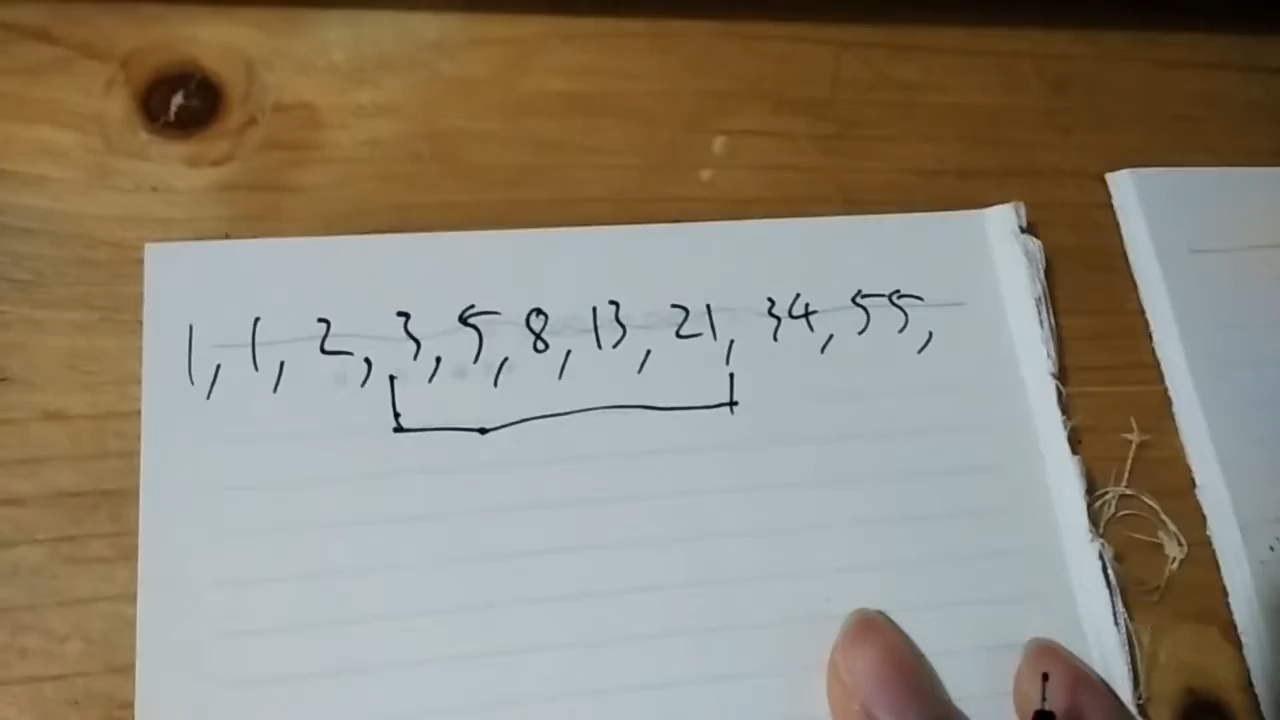 1, 1, 2, 3, 5, 8, 13, 21, 34, 55,